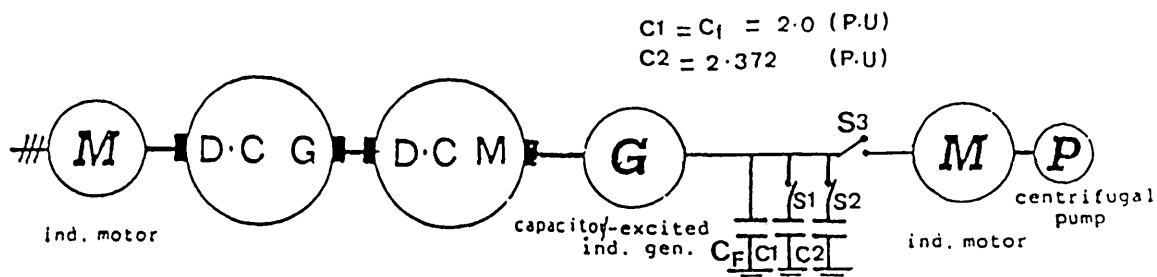 C1 = Cf = 2.0 (P.U)
C2 = 2.372 (P.U)
M
D.C G
D.C M
G
S3
M
P
S1
S2
CF
C1
C2
ind. motor
capacitor-excited
ind. gen.
ind. motor
centrifugal
pump